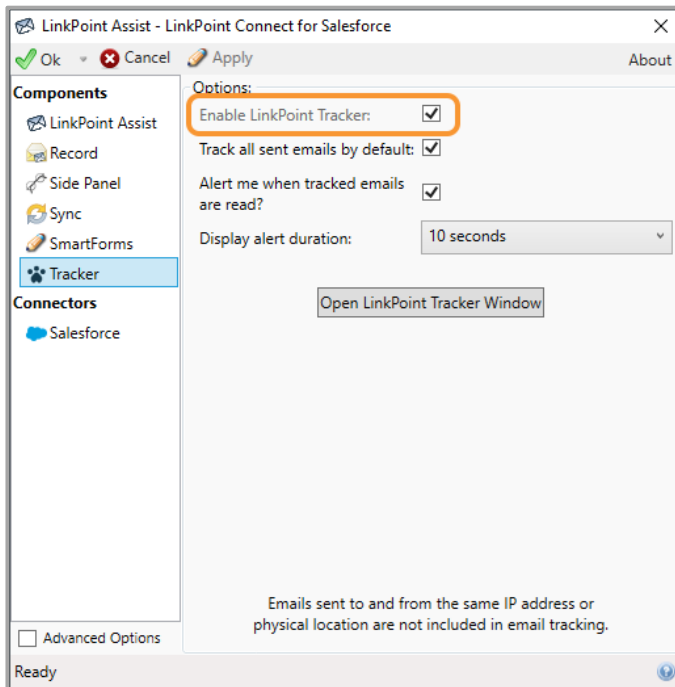 LinkPoint Assist - LinkPoint Connect for Salesforce
Ok Cancel Apply About
Components
LinkPoint Assist
Record
Side Panel
Sync
SmartForms
Tracker
Connectors
Salesforce
Advanced Options
Options:
Enable LinkPoint Tracker:
Track all sent emails by default:
Alert me when tracked emails
are read?
Display alert duration: 10 seconds
Open LinkPoint Tracker Window
Emails sent to and from the same IP address or
physical location are not included in email tracking.
Ready